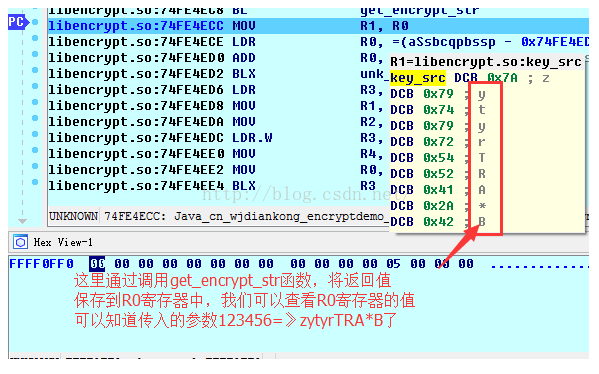 libencrypt.so:74FE4EC8 BL get_encrypt_str
PC
libencrypt.so:74FE4ECC MOV R1, R0
libencrypt.so:74FE4ECE LDR R0, =(aSsbcqpbssp - 0x74FE4ED
libencrypt.so:74FE4ED0 ADD R0,
libencrypt.so:74FE4ED2 BLX unk_
libencrypt.so:74FE4ED6 LDR R3,
libencrypt.so:74FE4ED8 MOV R1,
libencrypt.so:74FE4EDA MOV R2,
libencrypt.so:74FE4EDC LDR.W R3,
libencrypt.so:74FE4EE0 MOV R4,
libencrypt.so:74FE4EE2 MOV R0,
libencrypt.so:74FE4EE4 BLX R3
R1=libencrypt.so:key_src
key_src DCB 0x7A ; z
DCB 0x79 ; y
DCB 0x74 ; t
DCB 0x79 ; y
DCB 0x72 ; r
DCB 0x54 ; T
DCB 0x52 ; R
DCB 0x41 ; A
DCB 0x2A ; *
DCB 0x42 ; B
http://blog.csdn.ne
UNKNOWN 74FE4ECC: Java_cn_wjdiankong_encryptdemo_
Hex View-1
FFFF0FF0 00 00 00 00 00 00 00 00 00 00 00 00 05 00 00 00 ................
这里通过调用get_encrypt_str函数，将返回值
保存到R0寄存器中，我们可以查看R0寄存器的值
可以知道传入的参数123456=》zytyrTRA*B了